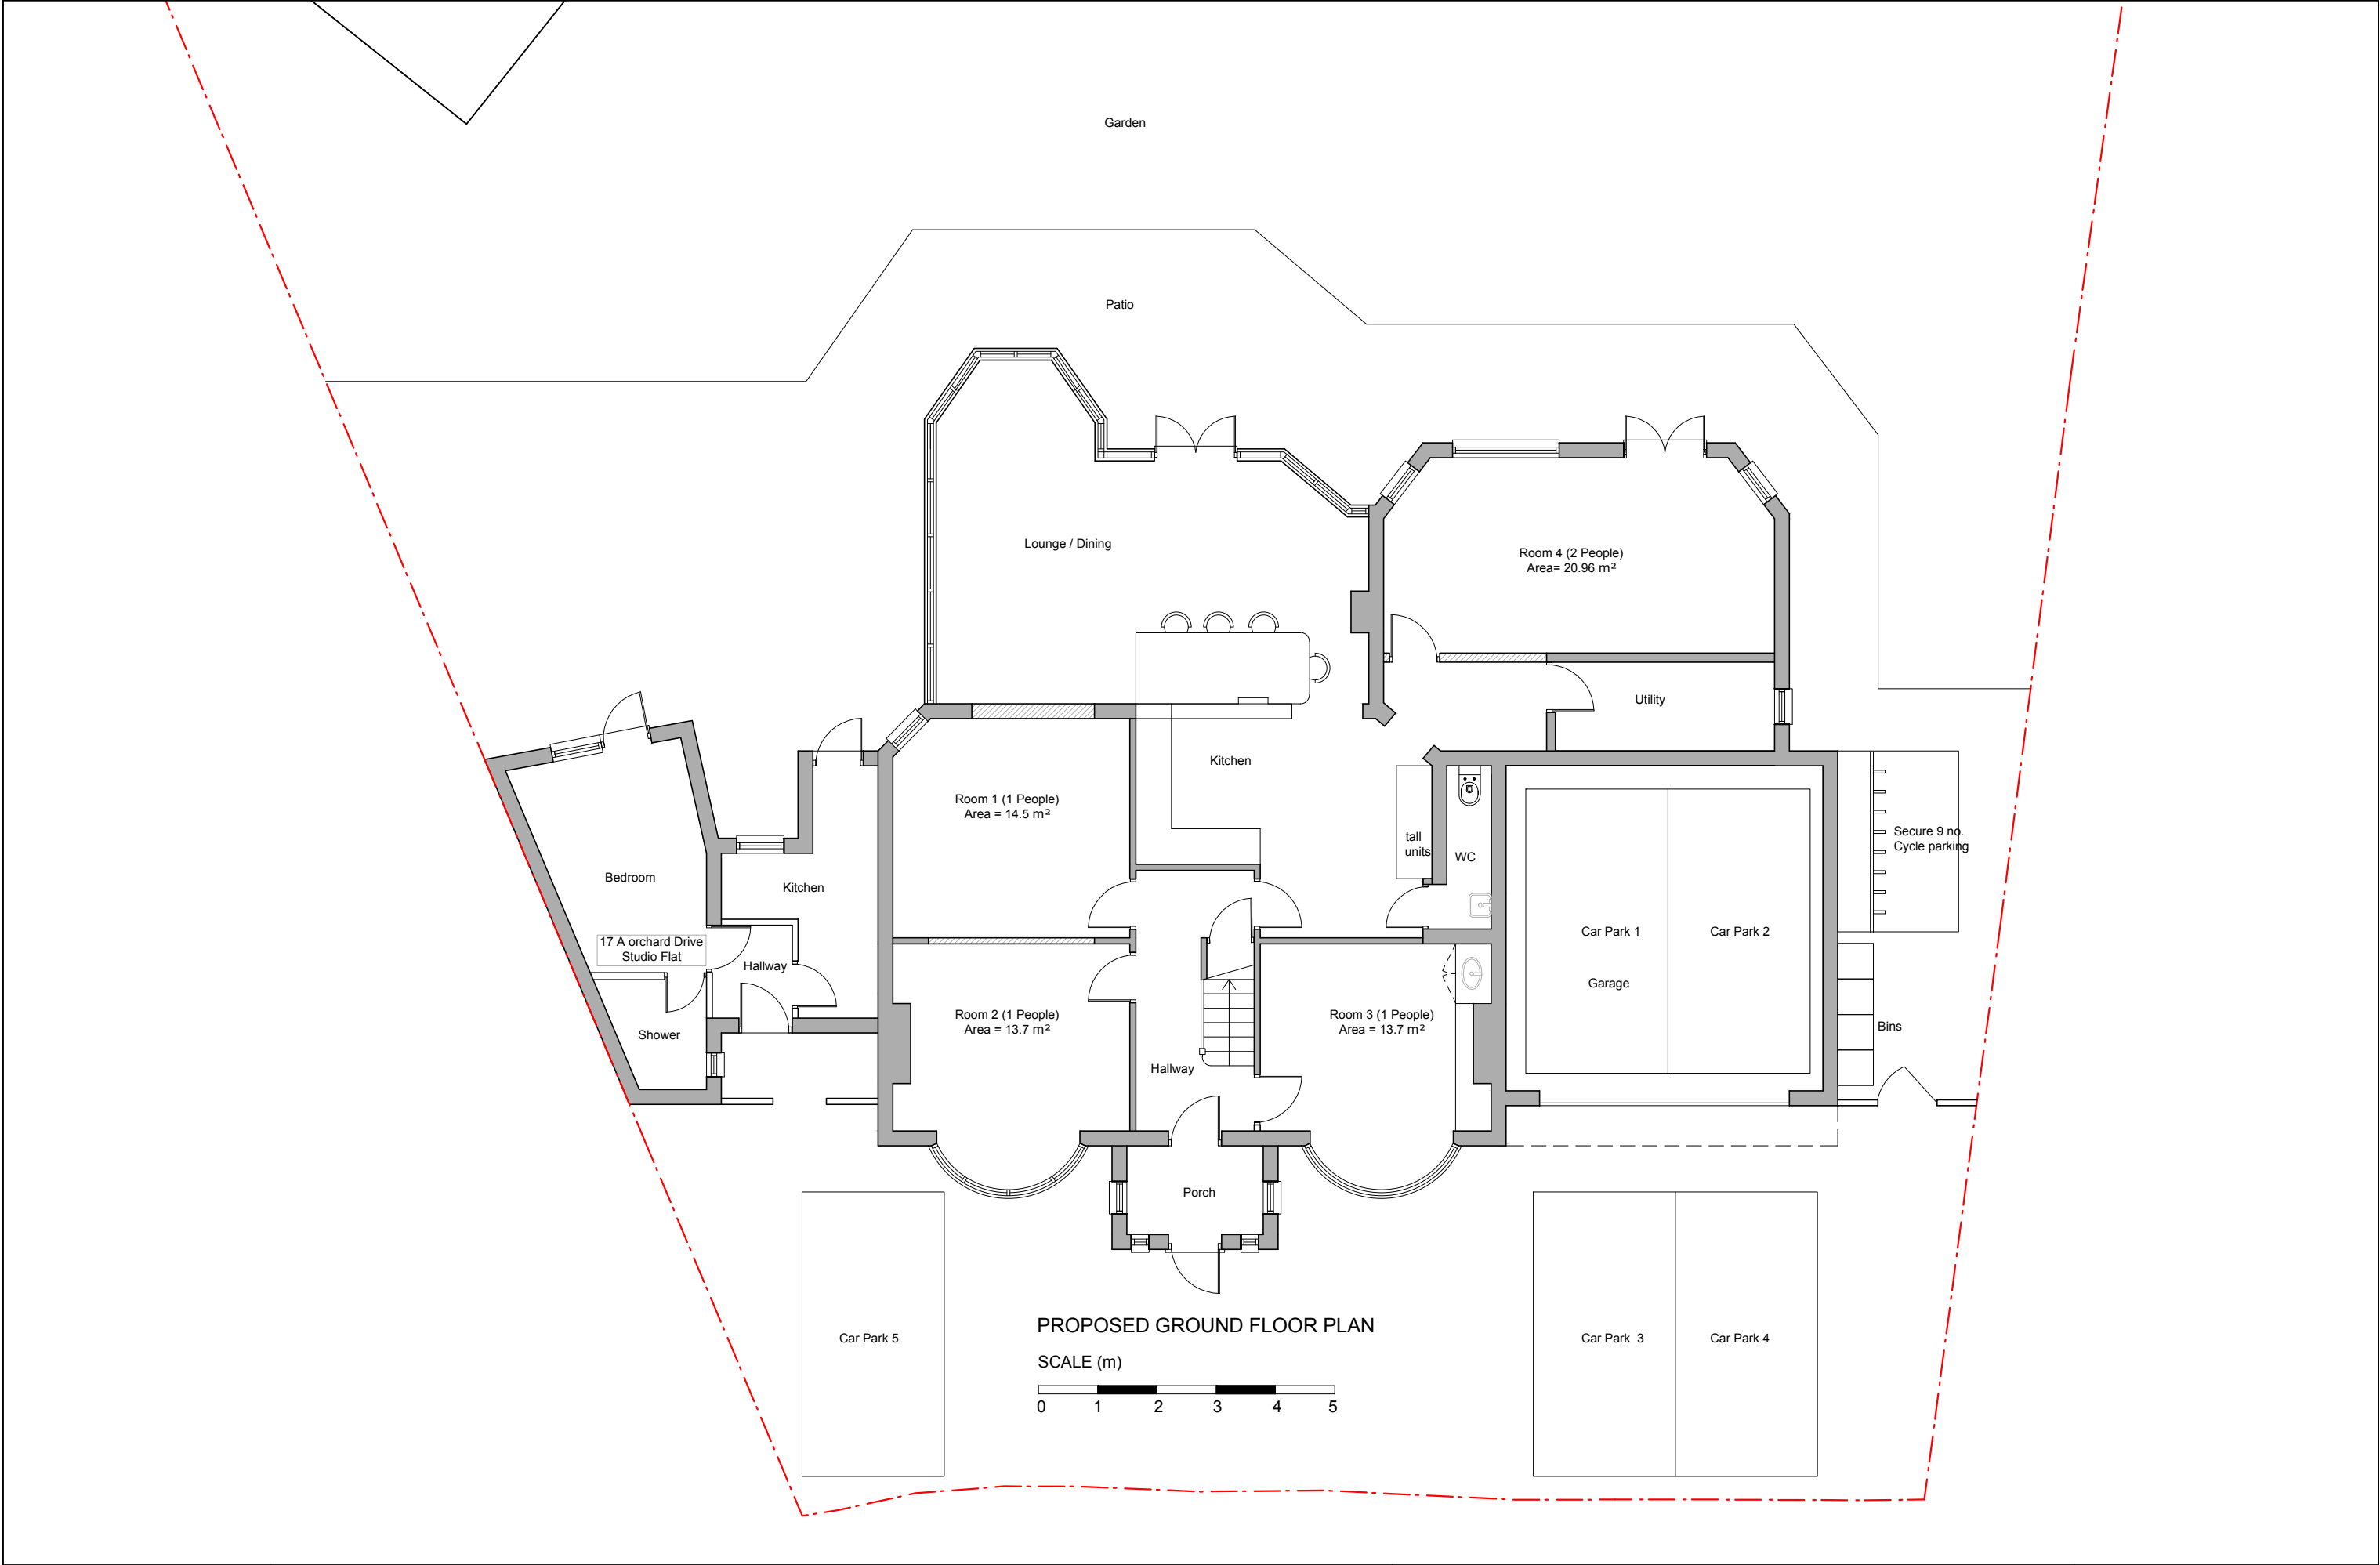 Garden
Patio
Lounge / Dining
Room 4 (2 People)
Area= 20.96 m²
Utility
Kitchen
Room 1 (1 People)
Area = 14.5 m²
tall
units
WC
Secure 9 no.
Cycle parking
Bedroom
Kitchen
17 A orchard Drive
Studio Flat
Hallway
Car Park 1
Car Park 2
Garage
Shower
Room 2 (1 People)
Area = 13.7 m²
Room 3 (1 People)
Area = 13.7 m²
Bins
Hallway
Porch
Car Park 5
Car Park 3
Car Park 4
PROPOSED GROUND FLOOR PLAN
SCALE (m)
0 1 2 3 4 5